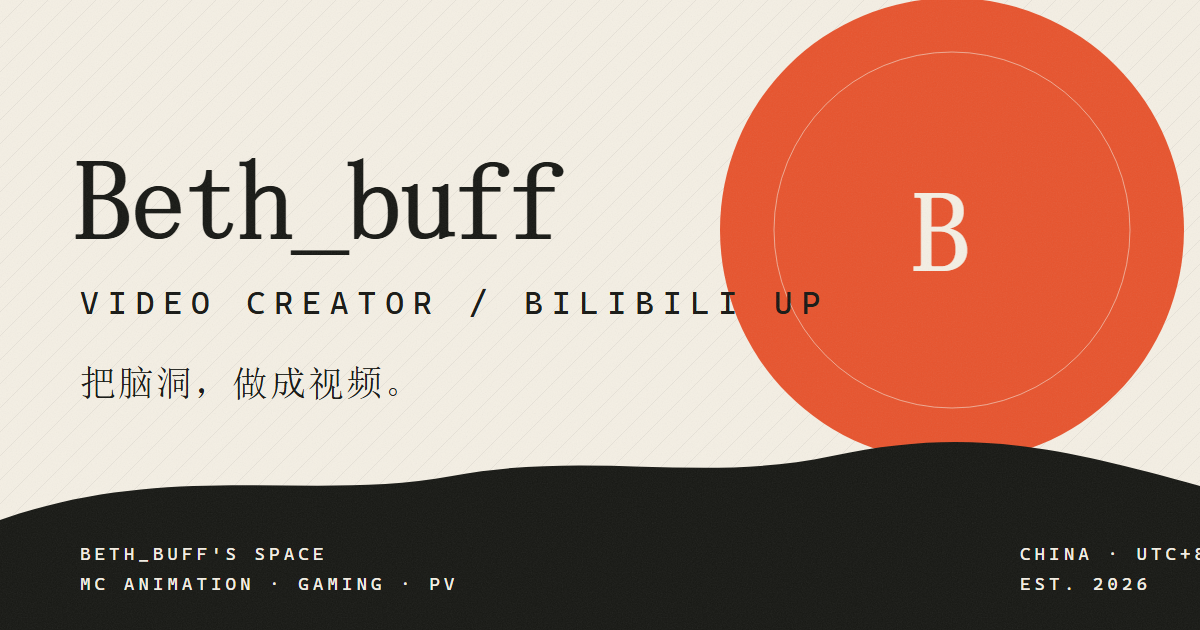 Beth_buff
B
VIDEO CREATOR / BILIBILI UP
把脑洞，做成视频。
BETH_BUFF'S SPACE
MC ANIMATION · GAMING · PV
CHINA · UTC+8
EST. 2026